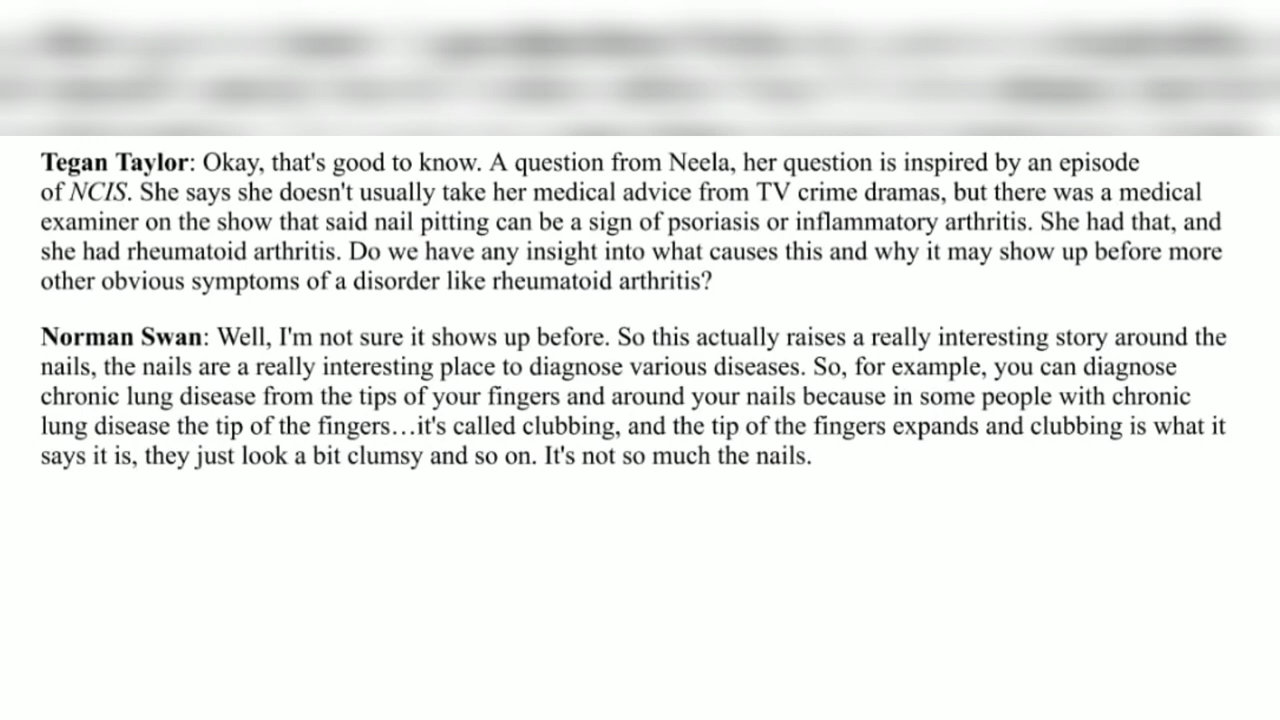 Tegan Taylor: Okay, that's good to know. A question from Neela, her question is inspired by an episode
of NCIS. She says she doesn't usually take her medical advice from TV crime dramas, but there was a medical
examiner on the show that said nail pitting can be a sign of psoriasis or inflammatory arthritis. She had that, and
she had rheumatoid arthritis. Do we have any insight into what causes this and why it may show up before more
other obvious symptoms of a disorder like rheumatoid arthritis?
Norman Swan: Well, I'm not sure it shows up before. So this actually raises a really interesting story around the
nails, the nails are a really interesting place to diagnose various diseases. So, for example, you can diagnose
chronic lung disease from the tips of your fingers and around your nails because in some people with chronic
lung disease the tip of the fingers…it's called clubbing, and the tip of the fingers expands and clubbing is what it
says it is, they just look a bit clumsy and so on. It's not so much the nails.